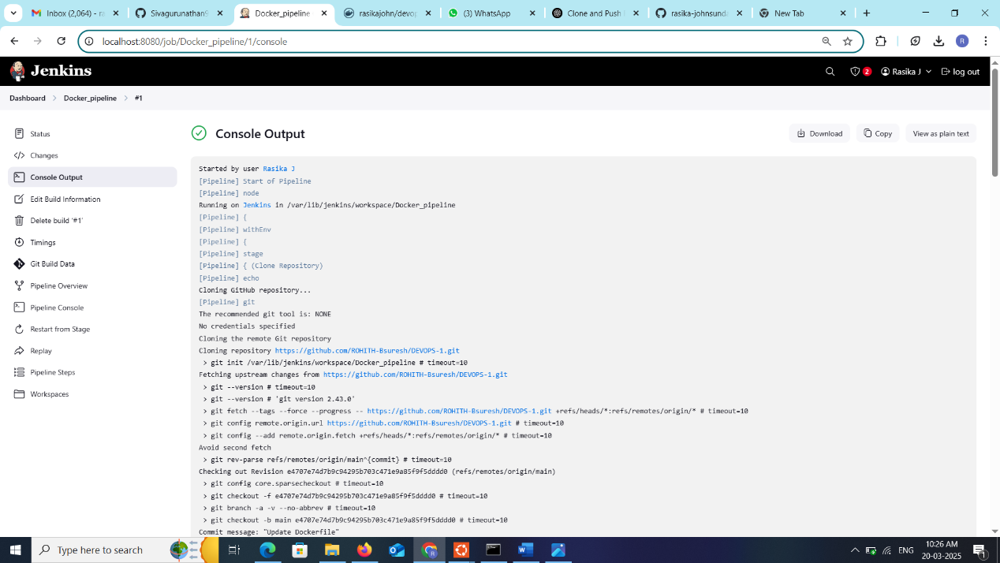 Inbox (2,064) - ra
Sivagurunathan9
Docker_pipeline
rasikajohn/devop
(3) WhatsApp
Clone and Push
rasika-johnsunda
New Tab
localhost:8080/job/Docker_pipeline/1/console
R
Jenkins
2
Rasika J
log out
Dashboard
Docker_pipeline
#1
Status
Changes
Console Output
Edit Build Information
Delete build '#1'
Timings
Git Build Data
Pipeline Overview
Pipeline Console
Restart from Stage
Replay
Pipeline Steps
Workspaces
Console Output
Download
Copy
View as plain text
Started by user Rasika J
[Pipeline] Start of Pipeline
[Pipeline] node
Running on Jenkins in /var/lib/jenkins/workspace/Docker_pipeline
[Pipeline] {
[Pipeline] withEnv
[Pipeline] {
[Pipeline] stage
[Pipeline] { (Clone Repository)
[Pipeline] echo
Cloning GitHub repository...
[Pipeline] git
The recommended git tool is: NONE
No credentials specified
Cloning the remote Git repository
Cloning repository https://github.com/ROHITH-Bsuresh/DEVOPS-1.git
> git init /var/lib/jenkins/workspace/Docker_pipeline # timeout=10
Fetching upstream changes from https://github.com/ROHITH-Bsuresh/DEVOPS-1.git
> git --version # timeout=10
> git --version # 'git version 2.43.0'
> git fetch --tags --force --progress -- https://github.com/ROHITH-Bsuresh/DEVOPS-1.git +refs/heads/*:refs/remotes/origin/* # timeout=10
> git config remote.origin.url https://github.com/ROHITH-Bsuresh/DEVOPS-1.git # timeout=10
> git config --add remote.origin.fetch +refs/heads/*:refs/remotes/origin/* # timeout=10
Avoid second fetch
> git rev-parse refs/remotes/origin/main^{commit} # timeout=10
Checking out Revision e4707e74d7b9c94295b703c471e9a85f9f5dddd0 (refs/remotes/origin/main)
> git config core.sparsecheckout # timeout=10
> git checkout -f e4707e74d7b9c94295b703c471e9a85f9f5dddd0 # timeout=10
> git branch -a -v --no-abbrev # timeout=10
> git checkout -b main e4707e74d7b9c94295b703c471e9a85f9f5dddd0 # timeout=10
Commit message: "Update Dockerfile"
Type here to search
ENG
10:26 AM
20-03-2025
1